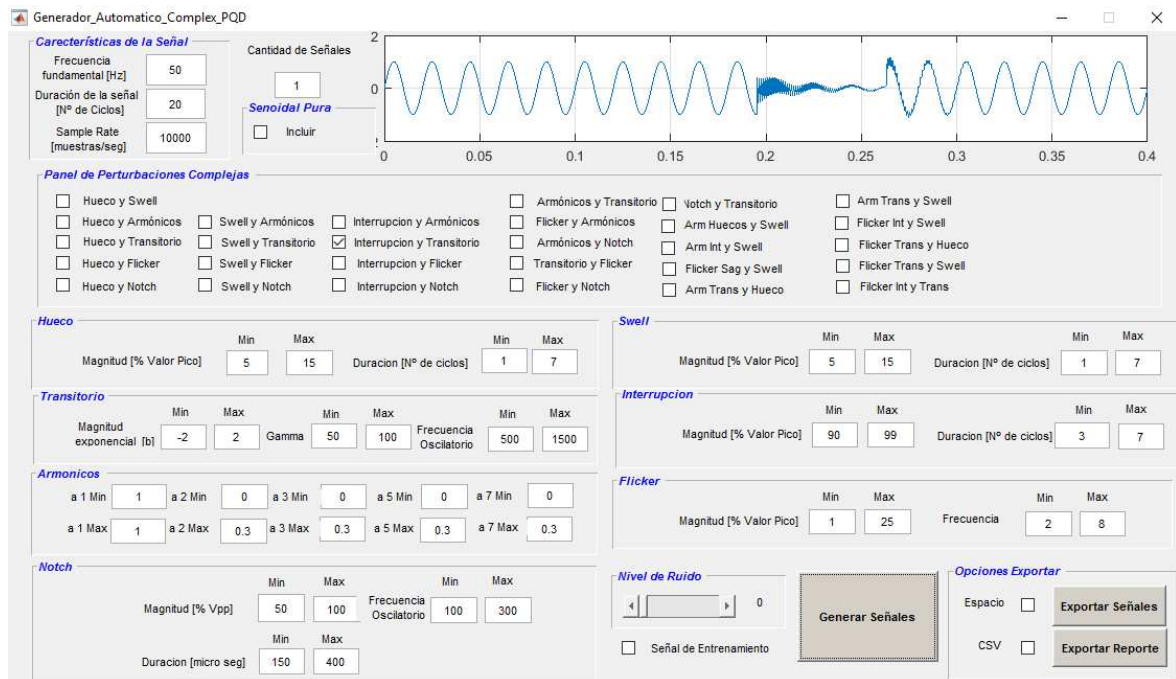 Generador_Automatico_Complex_PQD
Carecterísticas de la Señal
Frecuencia
fundamental [Hz]
50
Duración de la señal
[Nº de Ciclos]
20
Sample Rate
[muestras/seg]
10000
Cantidad de Señales
1
Senoidal Pura
Incluir
2
0
0 0.05 0.1 0.15 0.2 0.25 0.3 0.35 0.4
Panel de Perturbaciones Complejas
Hueco y Swell
Hueco y Armónicos
Hueco y Transitorio
Hueco y Flicker
Hueco y Notch
Swell y Armónicos
Swell y Transitorio
Swell y Flicker
Swell y Notch
Interrupcion y Armónicos
Interrupcion y Transitorio
Interrupcion y Flicker
Interrupcion y Notch
Armónicos y Transitorio
Flicker y Armónicos
Armónicos y Notch
Transitorio y Flicker
Flicker y Notch
Notch y Transitorio
Arm Huecos y Swell
Arm Int y Swell
Flicker Sag y Swell
Arm Trans y Hueco
Arm Trans y Swell
Flicker Int y Swell
Flicker Trans y Hueco
Flicker Trans y Swell
Filcker Int y Trans
Hueco
Min Max Min Max
Magnitud [% Valor Pico] 5 15 Duracion [Nº de ciclos] 1 7
Swell
Min Max Min Max
Magnitud [% Valor Pico] 5 15 Duracion [Nº de ciclos] 1 7
Transitorio
Min Max Min Max Min Max
Magnitud
exponencial [b]
-2 2 Gamma 50 100
Frecuencia
Oscilatorio
500 1500
Interrupcion
Min Max Min Max
Magnitud [% Valor Pico] 90 99 Duracion [Nº de ciclos] 3 7
Armonicos
a 1 Min 1 a 2 Min 0 a 3 Min 0 a 5 Min 0 a 7 Min 0
a 1 Max 1 a 2 Max 0.3 a 3 Max 0.3 a 5 Max 0.3 a 7 Max 0.3
Flicker
Min Max Min Max
Magnitud [% Valor Pico] 1 25 Frecuencia 2 8
Notch
Min Max Min Max
Magnitud [% Vpp] 50 100
Frecuencia
Oscilatorio
100 300
Min Max
Duracion [micro seg] 150 400
Nivel de Ruido
0
Señal de Entrenamiento
Generar Señales
Opciones Exportar
Espacio
Exportar Señales
CSV
Exportar Reporte